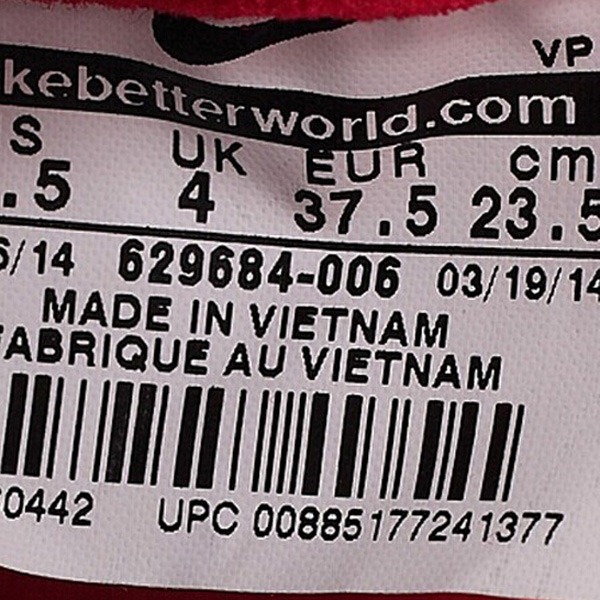 VP
kebetterworld.com
S UK EUR cm
.5 4 37.5 23.5
5/14 629684-006 03/19/14
MADE IN VIETNAM
FABRIQUE AU VIETNAM
0442 UPC 00885177241377